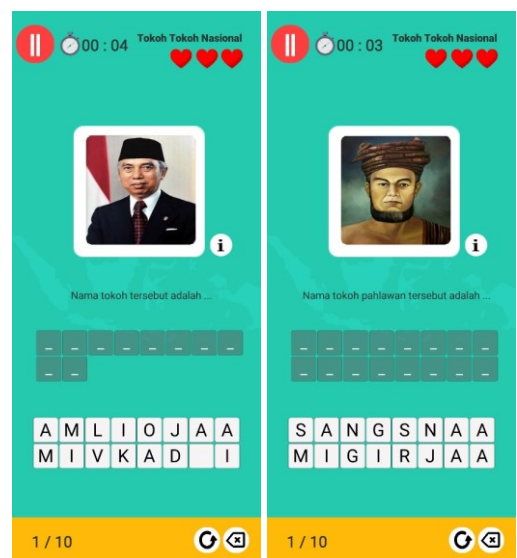 00 : 04
Tokoh Tokoh Nasional
i
Nama tokoh tersebut adalah ...
_ _ _ _ _ _ _ _
_ _
A M L I O J A A
M I V K A D I
1 / 10
00 : 03
Tokoh Tokoh Nasional
i
Nama tokoh pahlawan tersebut adalah ...
_ _ _ _ _ _ _ _
_ _ _ _ _ _ _ _
S A N G S N A A
M I G I R J A A
1 / 10